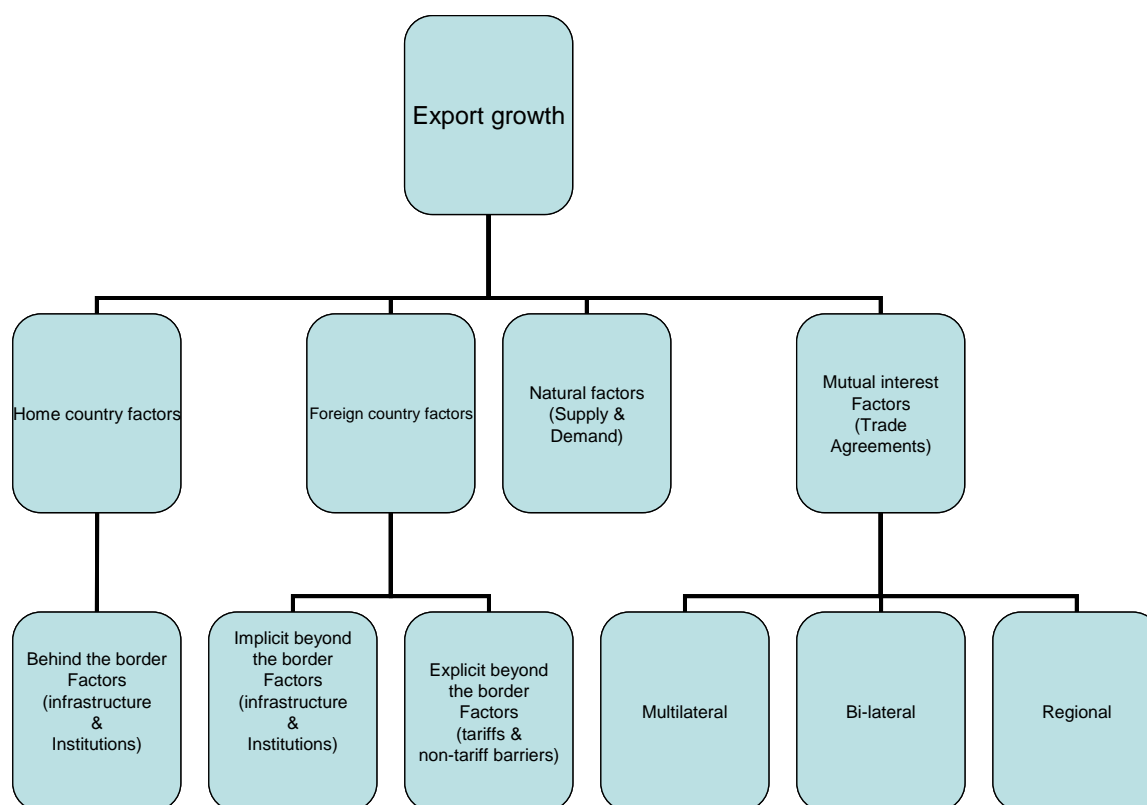 Export growth
Home country factors
Foreign country factors
Natural factors
(Supply &
Demand)
Mutual interest
Factors
(Trade
Agreements)
Behind the border
Factors
(infrastructure
&
Institutions)
Implicit beyond
the border
Factors
(infrastructure
&
Institutions)
Explicit beyond
the border
Factors
(tariffs &
non-tariff barriers)
Multilateral
Bi-lateral
Regional